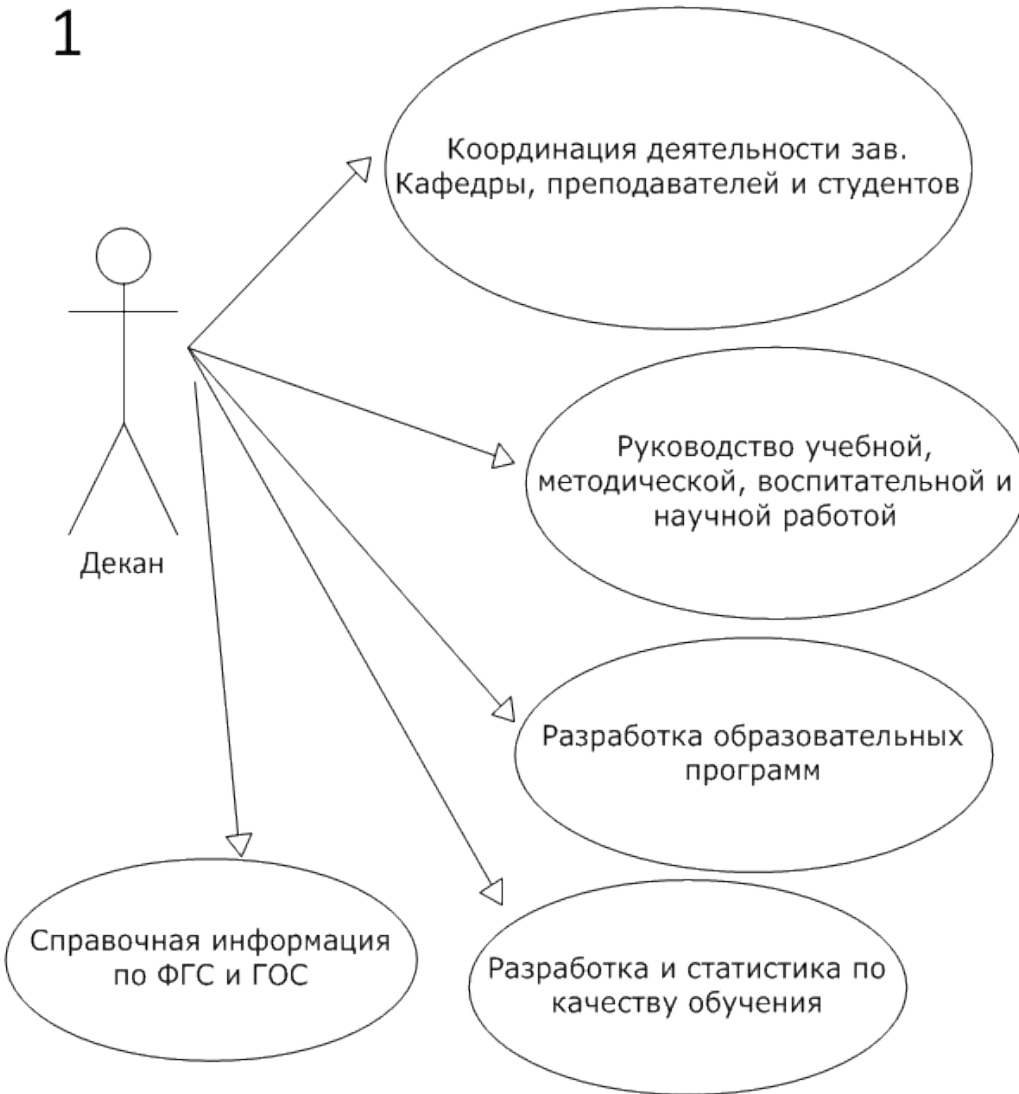 1
Координация деятельности зав.
Кафедры, преподавателей и студентов
Руководство учебной,
методической, воспитательной и
научной работой
Декан
Разработка образовательных
программ
Справочная информация
по ФГС и ГОС
Разработка и статистика по
качеству обучения